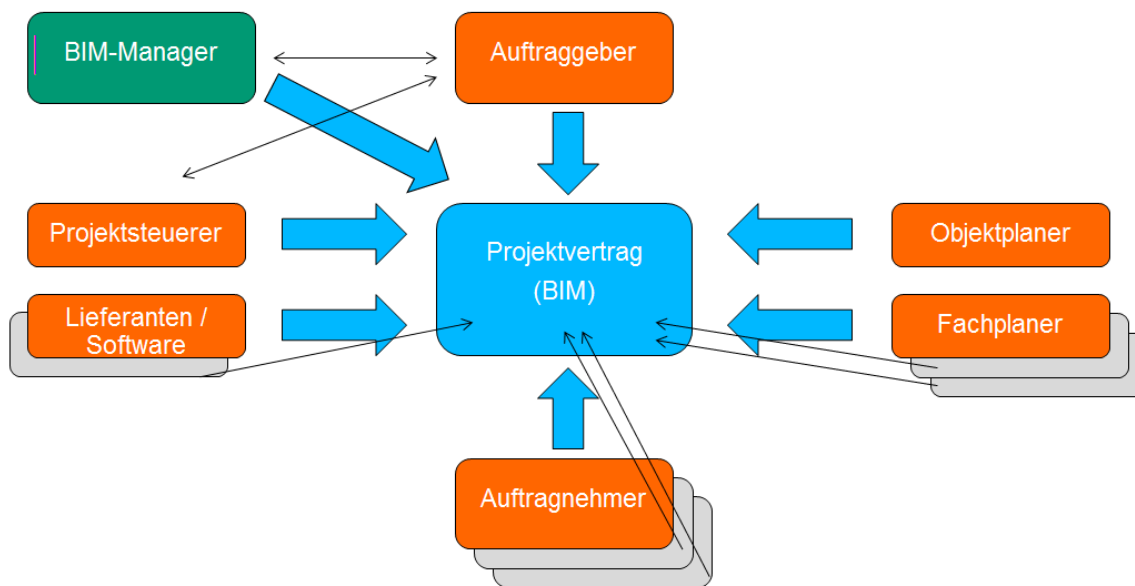 BIM-Manager
Auftraggeber
Projektsteuerer
Projektvertrag
(BIM)
Objektplaner
Lieferanten /
Software
Fachplaner
Auftragnehmer